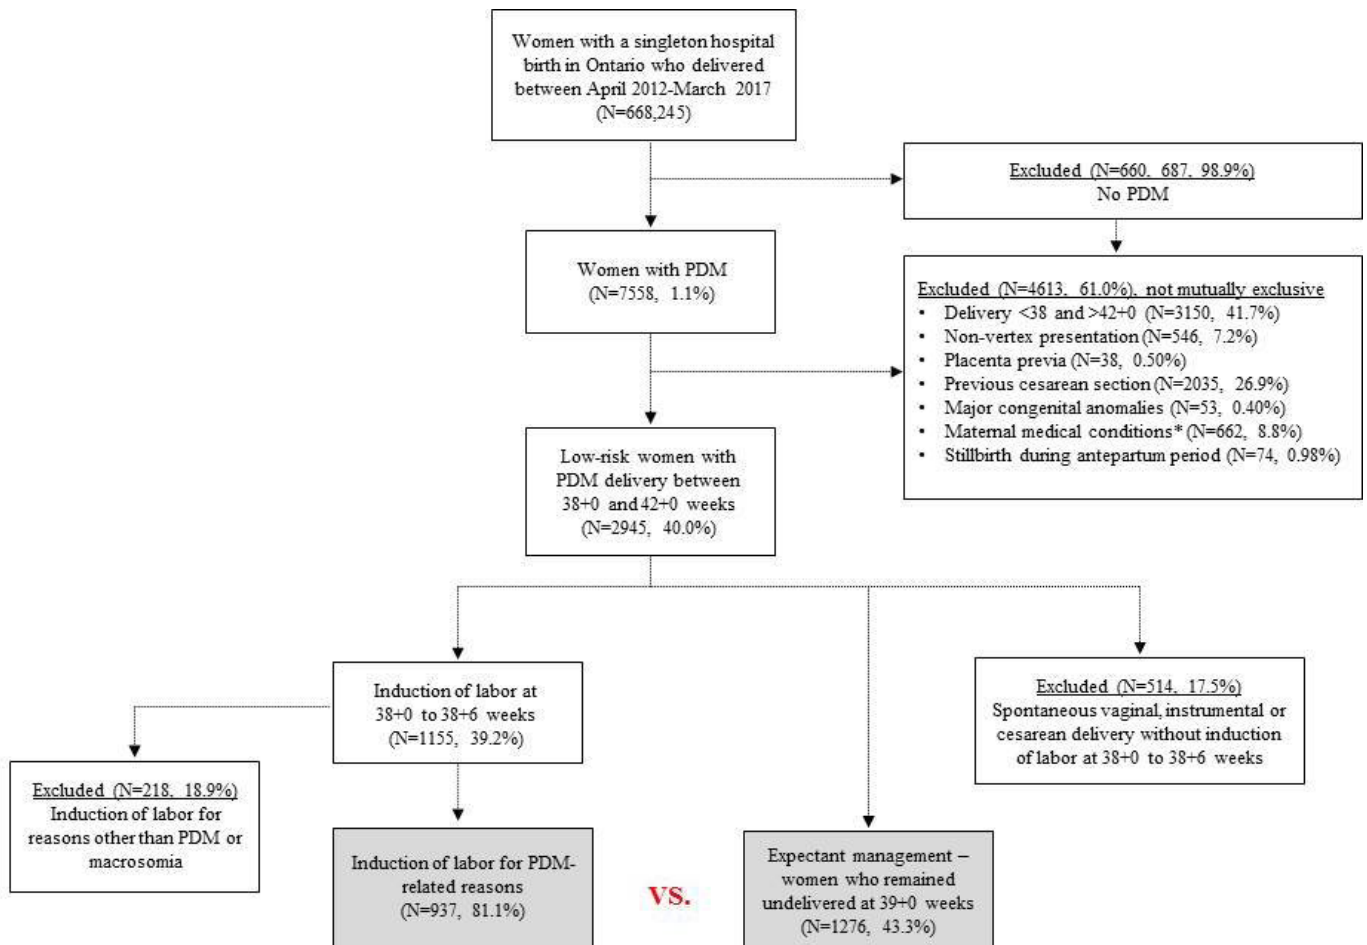 Women with a singleton hospital
birth in Ontario who delivered
between April 2012-March 2017
(N=668,245)
Excluded (N=660, 687, 98.9%)
No PDM
Women with PDM
(N=7558, 1.1%)
Excluded (N=4613, 61.0%), not mutually exclusive
• Delivery <38 and >42+0 (N=3150, 41.7%)
• Non-vertex presentation (N=546, 7.2%)
• Placenta previa (N=38, 0.50%)
• Previous cesarean section (N=2035, 26.9%)
• Major congenital anomalies (N=53, 0.40%)
• Maternal medical conditions* (N=662, 8.8%)
• Stillbirth during antepartum period (N=74, 0.98%)
Low-risk women with
PDM delivery between
38+0 and 42+0 weeks
(N=2945, 40.0%)
Induction of labor at
38+0 to 38+6 weeks
(N=1155, 39.2%)
Excluded (N=514, 17.5%)
Spontaneous vaginal, instrumental or
cesarean delivery without induction
of labor at 38+0 to 38+6 weeks
Excluded (N=218, 18.9%)
Induction of labor for
reasons other than PDM or
macrosomia
Induction of labor for PDM-
related reasons
(N=937, 81.1%)
vs.
Expectant management –
women who remained
undelivered at 39+0 weeks
(N=1276, 43.3%)